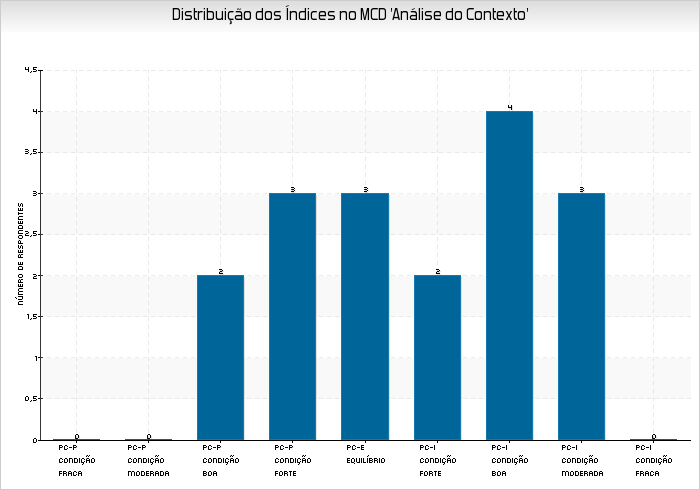 Distribuição dos Índices no MCD 'Análise do Contexto'
NÚMERO DE RESPONDENTES
4,5
4
3,5
3
2,5
2
1,5
1
0,5
0
0
0
2
3
3
2
4
3
0
PC-P
CONDIÇÃO
FRACA
PC-P
CONDIÇÃO
MODERADA
PC-P
CONDIÇÃO
BOA
PC-P
CONDIÇÃO
FORTE
PC-E
EQUILÍBRIO
PC-I
CONDIÇÃO
FORTE
PC-I
CONDIÇÃO
BOA
PC-I
CONDIÇÃO
MODERADA
PC-I
CONDIÇÃO
FRACA